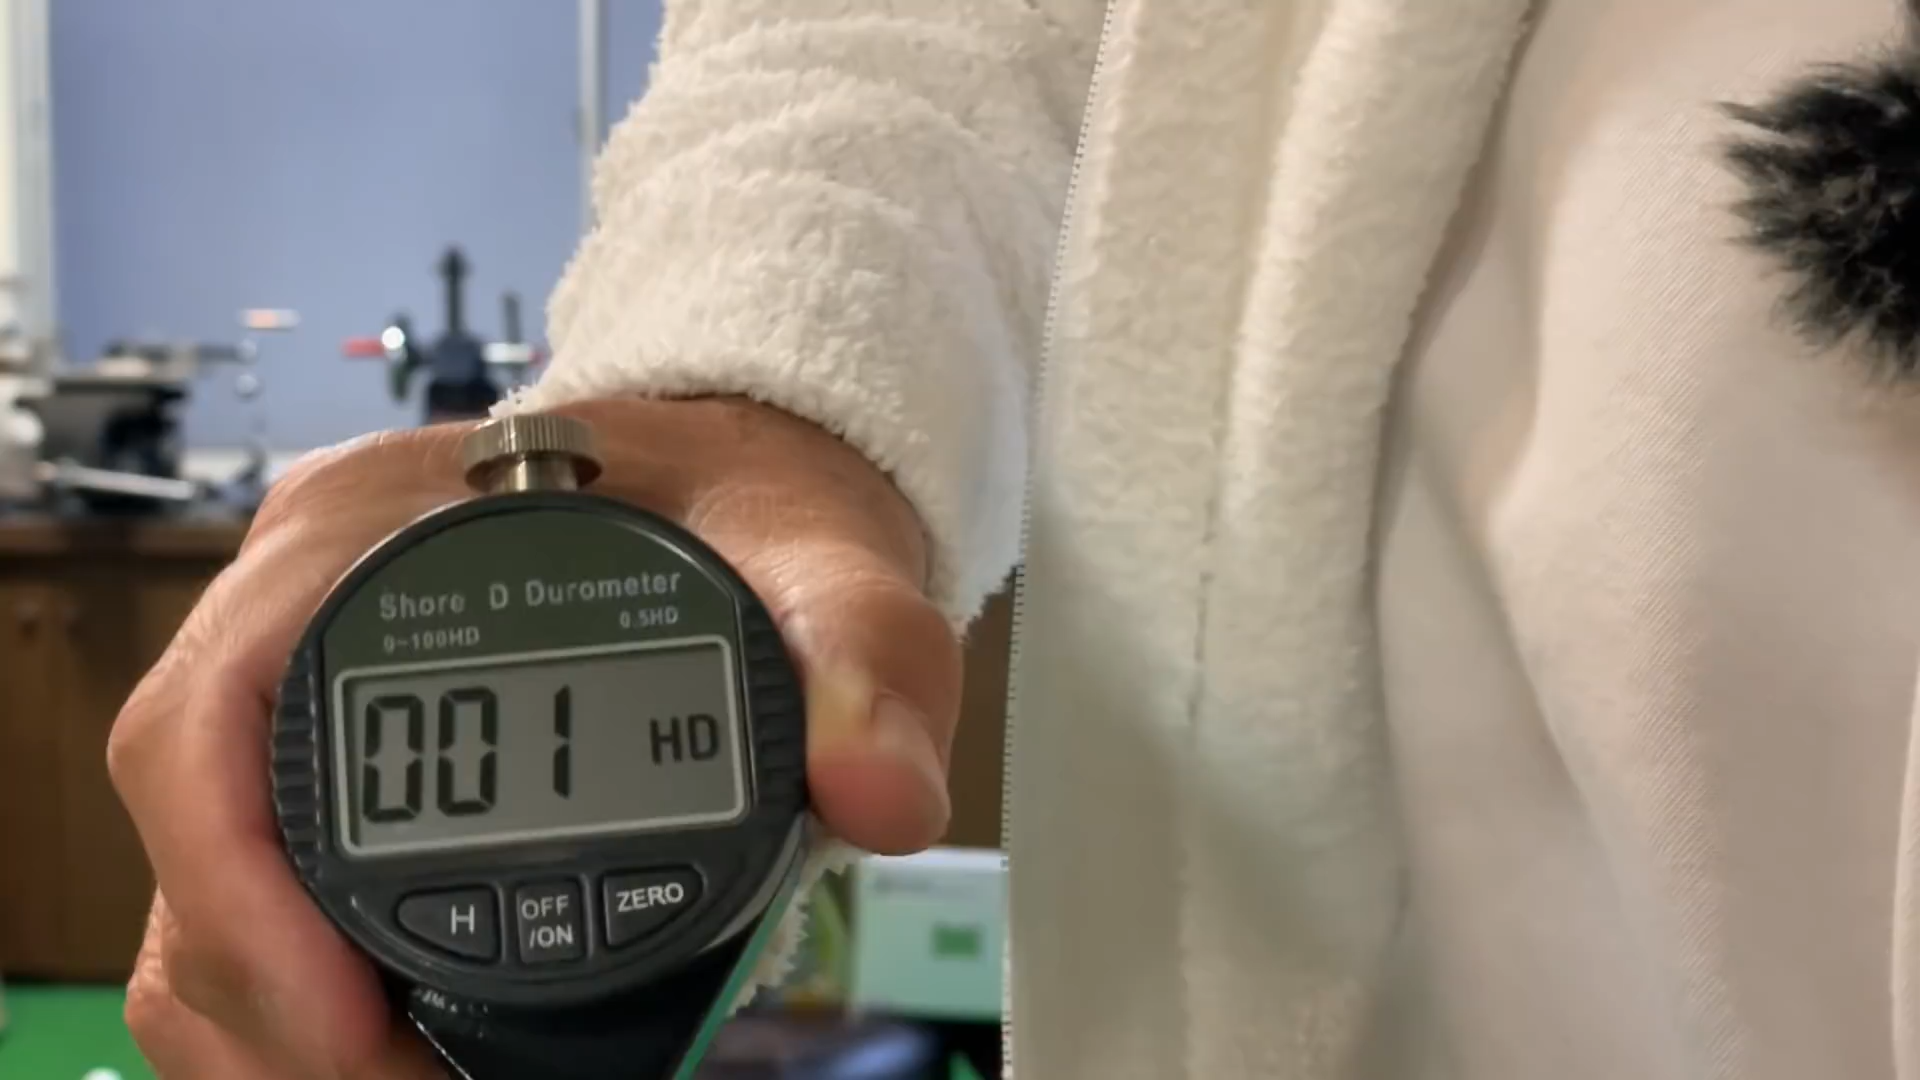 Shore D Durometer
0~100HD 0.5HD
001 HD
H OFF /ON ZERO